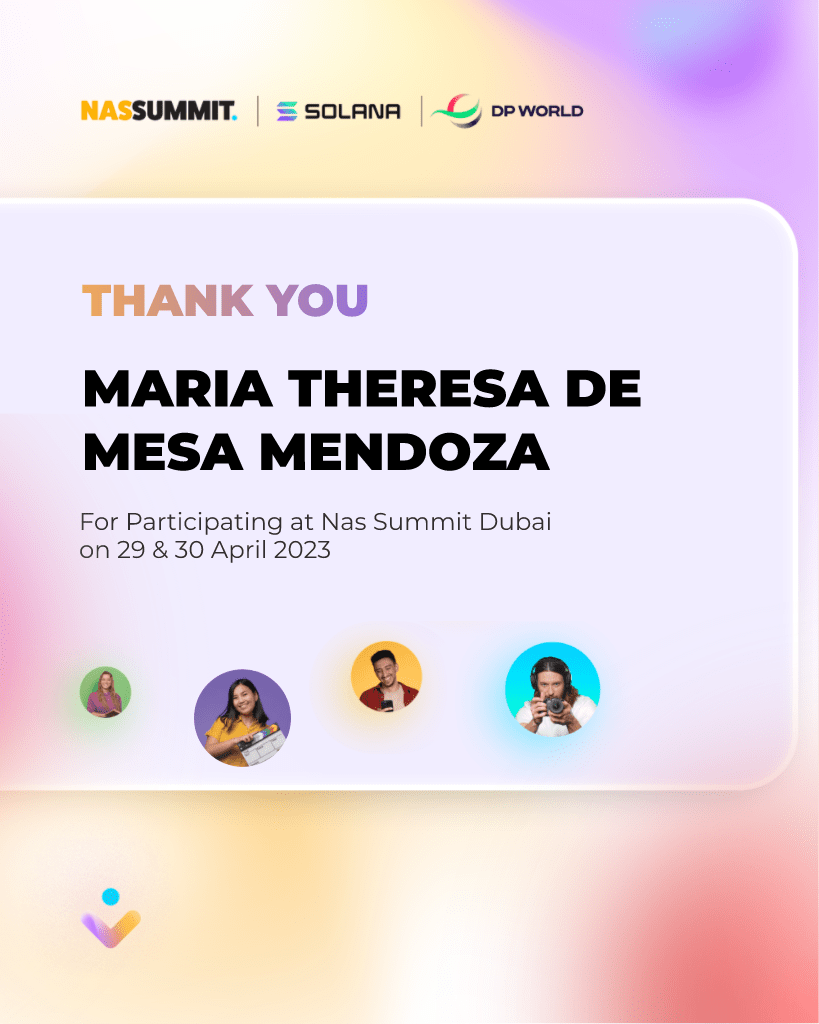 NASSUMMIT. | SOLANA | DP WORLD
THANK YOU
MARIA THERESA DE
MESA MENDOZA
For Participating at Nas Summit Dubai
on 29 & 30 April 2023